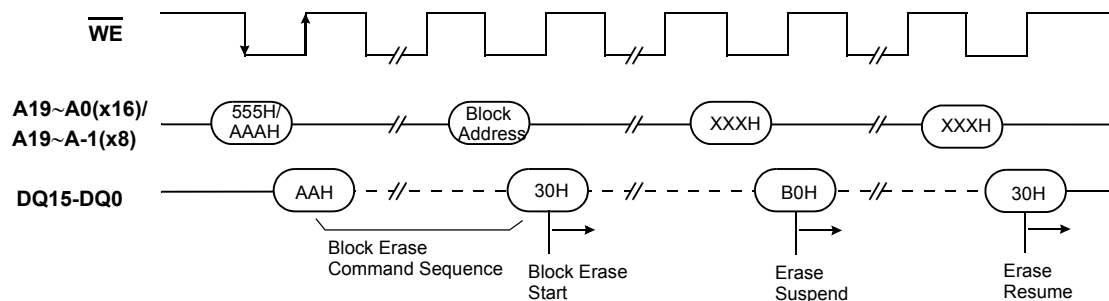 WE
A19~A0(x16)/
A19~A-1(x8)
555H/
AAAH
Block
Address
XXXH
XXXH
DQ15-DQ0
AAH
30H
B0H
30H
Block Erase
Command Sequence
Block Erase
Start
Erase
Suspend
Erase
Resume